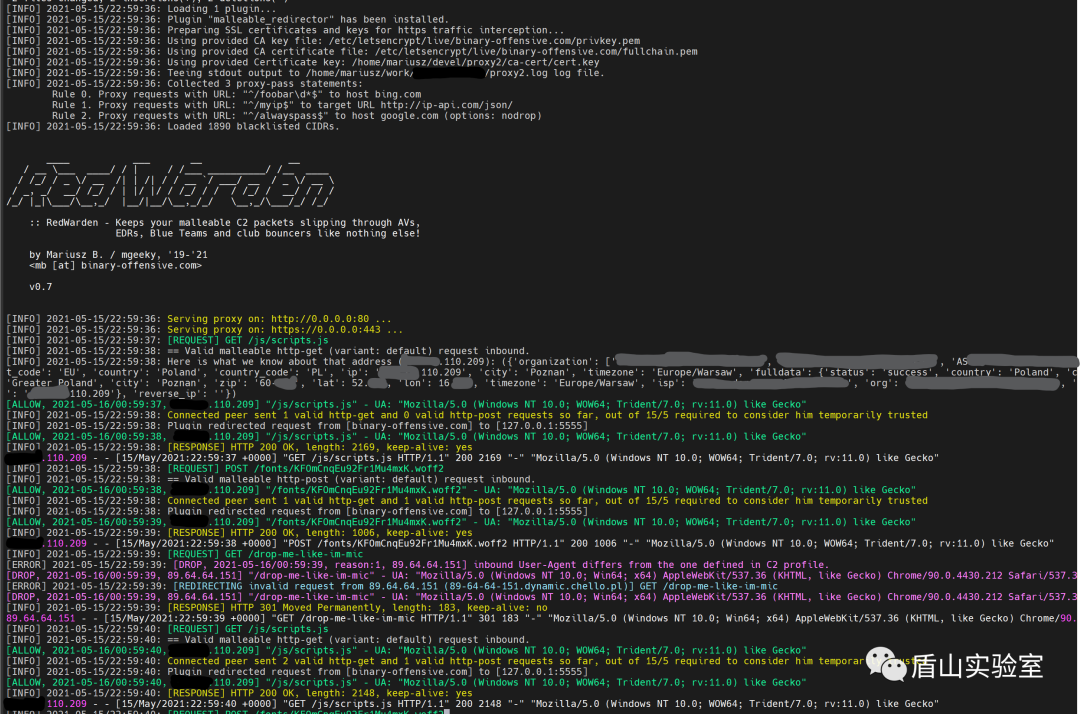 [INFO] 2021-05-15/22:59:36: Loading 1 plugin...
[INFO] 2021-05-15/22:59:36: Plugin "malleable_redirector" has been installed.
[INFO] 2021-05-15/22:59:36: Preparing SSL certificates and keys for https traffic interception...
[INFO] 2021-05-15/22:59:36: Using provided CA key file: /etc/letsencrypt/live/binary-offensive.com/privkey.pem
[INFO] 2021-05-15/22:59:36: Using provided CA certificate file: /etc/letsencrypt/live/binary-offensive.com/fullchain.pem
[INFO] 2021-05-15/22:59:36: Using provided Certificate key: /home/mariusz/devel/proxy2/ca-cert/cert.key
[INFO] 2021-05-15/22:59:36: Teeing stdout output to /home/mariusz/work/ /proxy2.log log file.
[INFO] 2021-05-15/22:59:36: Collected 3 proxy-pass statements:
Rule 0. Proxy requests with URL: "^/foobar\d*$" to host bing.com
Rule 1. Proxy requests with URL: "^/myip$" to target URL http://ip-api.com/json/
Rule 2. Proxy requests with URL: "^/alwayspass$" to host google.com (options: nodrop)
[INFO] 2021-05-15/22:59:36: Loaded 1890 blacklisted CIDRs.
RedWarden
:: RedWarden - Keeps your malleable C2 packets slipping through AVs,
EDRs, Blue Teams and club bouncers like nothing else!
by Mariusz B. / mgeeky, '19-'21
<mb [at] binary-offensive.com>
v0.7
[INFO] 2021-05-15/22:59:36: Serving proxy on: http://0.0.0.0:80 ...
[INFO] 2021-05-15/22:59:36: Serving proxy on: https://0.0.0.0:443 ...
[INFO] 2021-05-15/22:59:37: [REQUEST] GET /js/scripts.js
[INFO] 2021-05-15/22:59:38: == Valid malleable http-get (variant: default) request inbound.
[INFO] 2021-05-15/22:59:38: Here is what we know about that address ( .110.209): ({'organization': [' 'AS
t_code': 'EU', 'country': 'Poland', 'country_code': 'PL', 'ip': ' 110.209', 'city': 'Poznan', 'timezone': 'Europe/Warsaw', 'fulldata': {'status': 'success', 'country': 'Poland', 'c
'Greater Poland', 'city': 'Poznan', 'zip': '60- ', 'lat': 52. 'lon': 16. 'timezone': 'Europe/Warsaw', 'isp': ', 'org':
110.209'}, 'reverse_ip': ''})
[ALLOW, 2021-05-16/00:59:37, .110.209] "/js/scripts.js" - UA: "Mozilla/5.0 (Windows NT 10.0; WOW64; Trident/7.0; rv:11.0) like Gecko"
[INFO] 2021-05-15/22:59:38: Connected peer sent 1 valid http-get and 0 valid http-post requests so far, out of 15/5 required to consider him temporarily trusted
[INFO] 2021-05-15/22:59:38: Plugin redirected request from [binary-offensive.com] to [127.0.0.1:5555]
[ALLOW, 2021-05-16/00:59:38, .110.209] "/js/scripts.js" - UA: "Mozilla/5.0 (Windows NT 10.0; WOW64; Trident/7.0; rv:11.0) like Gecko"
[INFO] 2021-05-15/22:59:38: [RESPONSE] HTTP 200 OK, length: 2169, keep-alive: yes
.110.209 - - [15/May/2021:22:59:37 +0000] "GET /js/scripts.js HTTP/1.1" 200 2169 "-" "Mozilla/5.0 (Windows NT 10.0; WOW64; Trident/7.0; rv:11.0) like Gecko"
[INFO] 2021-05-15/22:59:38: [REQUEST] POST /fonts/KFOmCnqEu92Fr1Mu4mxK.woff2
[INFO] 2021-05-15/22:59:38: == Valid malleable http-post (variant: default) request inbound.
[ALLOW, 2021-05-16/00:59:38, .110.209] "/fonts/KFOmCnqEu92Fr1Mu4mxK.woff2" - UA: "Mozilla/5.0 (Windows NT 10.0; WOW64; Trident/7.0; rv:11.0) like Gecko"
[INFO] 2021-05-15/22:59:38: Connected peer sent 1 valid http-get and 1 valid http-post requests so far, out of 15/5 required to consider him temporarily trusted
[INFO] 2021-05-15/22:59:38: Plugin redirected request from [binary-offensive.com] to [127.0.0.1:5555]
[ALLOW, 2021-05-16/00:59:39, .110.209] "/fonts/KFOmCnqEu92Fr1Mu4mxK.woff2" - UA: "Mozilla/5.0 (Windows NT 10.0; WOW64; Trident/7.0; rv:11.0) like Gecko"
[INFO] 2021-05-15/22:59:39: [RESPONSE] HTTP 200 OK, length: 1006, keep-alive: yes
.110.209 - - [15/May/2021:22:59:38 +0000] "POST /fonts/KFOmCnqEu92Fr1Mu4mxK.woff2 HTTP/1.1" 200 1006 "-" "Mozilla/5.0 (Windows NT 10.0; WOW64; Trident/7.0; rv:11.0) like Gecko"
[INFO] 2021-05-15/22:59:39: [REQUEST] GET /drop-me-like-im-mic
[ERROR] 2021-05-15/22:59:39: [DROP, 2021-05-16/00:59:39, reason:1, 89.64.64.151] inbound User-Agent differs from the one defined in C2 profile.
[DROP, 2021-05-16/00:59:39, 89.64.64.151] "/drop-me-like-im-mic" - UA: "Mozilla/5.0 (Windows NT 10.0; Win64; x64) AppleWebKit/537.36 (KHTML, like Gecko) Chrome/90.0.4430.212 Safari/537.3
[ERROR] 2021-05-15/22:59:39: [REDIRECTING invalid request from 89.64.64.151 (89-64-64-151.dynamic.chello.pl)] GET /drop-me-like-im-mic
[DROP, 2021-05-16/00:59:39, 89.64.64.151] "/drop-me-like-im-mic" - UA: "Mozilla/5.0 (Windows NT 10.0; Win64; x64) AppleWebKit/537.36 (KHTML, like Gecko) Chrome/90.0.4430.212 Safari/537.3
[INFO] 2021-05-15/22:59:39: [RESPONSE] HTTP 301 Moved Permanently, length: 183, keep-alive: no
89.64.64.151 - - [15/May/2021:22:59:39 +0000] "GET /drop-me-like-im-mic HTTP/1.1" 301 183 "-" "Mozilla/5.0 (Windows NT 10.0; Win64; x64) AppleWebKit/537.36 (KHTML, like Gecko) Chrome/90.
[INFO] 2021-05-15/22:59:40: [REQUEST] GET /js/scripts.js
[INFO] 2021-05-15/22:59:40: == Valid malleable http-get (variant: default) request inbound.
[ALLOW, 2021-05-16/00:59:40, .110.209] "/js/scripts.js" - UA: "Mozilla/5.0 (Windows NT 10.0; WOW64; Trident/7.0; rv:11.0) like Gecko"
[INFO] 2021-05-15/22:59:40: Connected peer sent 2 valid http-get and 1 valid http-post requests so far, out of 15/5 required to consider him
[INFO] 2021-05-15/22:59:40: Plugin redirected request from [binary-offensive.com] to [127.0.0.1:5555]
[ALLOW, 2021-05-16/00:59:40, .110.209] "/js/scripts.js" - UA: "Mozilla/5.0 (Windows NT 10.0; WOW64; Trident/7.0; rv:11.0) like Gecko"
[INFO] 2021-05-15/22:59:40: [RESPONSE] HTTP 200 OK, length: 2148, keep-alive: yes
.110.209 - - [15/May/2021:22:59:40 +0000] "GET /js/scripts.js HTTP/1.1" 200 2148 "-" "Mozilla/5.0 (Windows NT 10.0; WOW64; Trident/7.0; rv:11.0) like Gecko"
盾山实验室